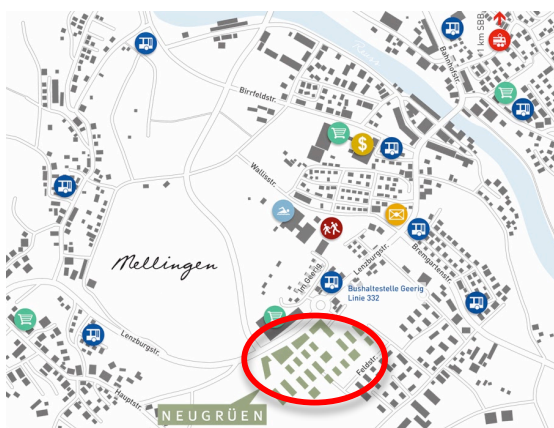 1 km SBB
Reuss
Bahnhofstr.
Birrfeldstr.
$
Wallisstr.
Mellingen
Lenzburgstr.
Bremgartenstr.
Im Geerig
Bushaltestelle Geerig
Linie 332
Lenzburgstr.
Feldstr.
Hauptstr.
NEUGRÜEN